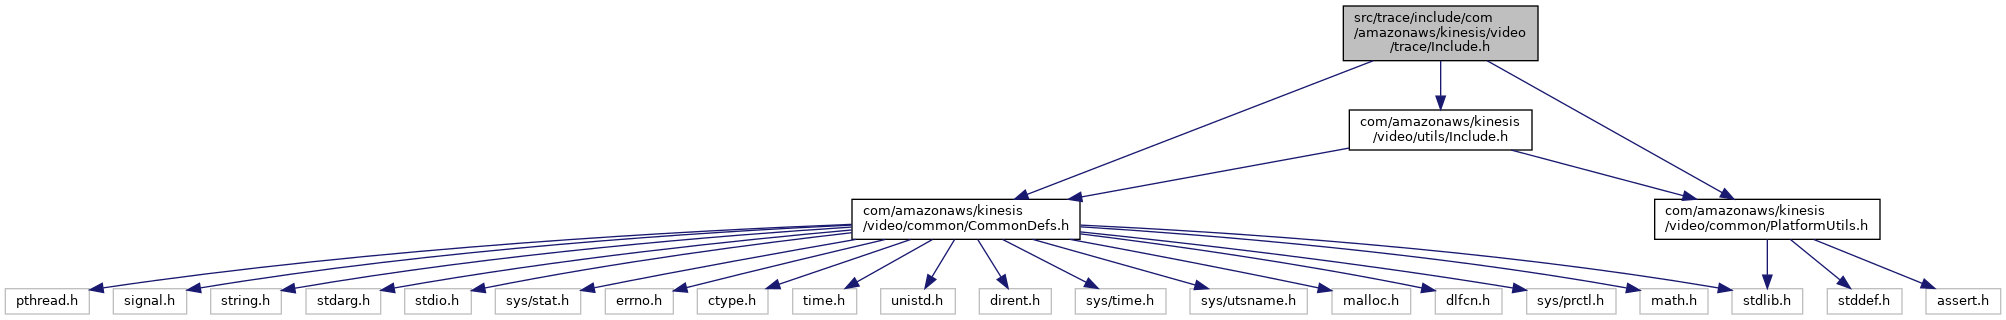 src/trace/include/com
/amazonaws/kinesis/video
/trace/Include.h
com/amazonaws/kinesis
/video/utils/Include.h
com/amazonaws/kinesis
/video/common/CommonDefs.h
com/amazonaws/kinesis
/video/common/PlatformUtils.h
pthread.h
signal.h
string.h
stdarg.h
stdio.h
sys/stat.h
errno.h
ctype.h
time.h
unistd.h
dirent.h
sys/time.h
sys/utsname.h
malloc.h
dlfcn.h
sys/prctl.h
math.h
stdlib.h
stddef.h
assert.h